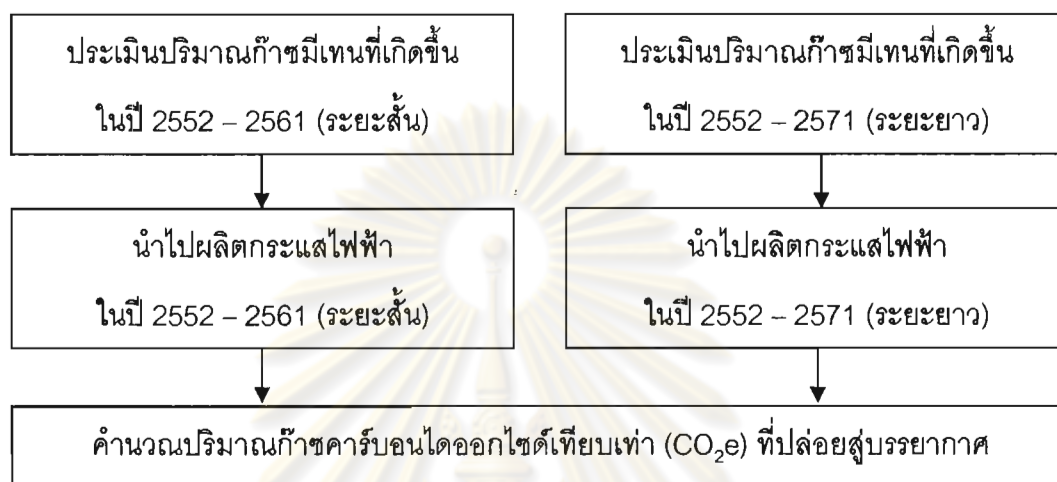 ประเมินปริมาณก๊าซมีเทนที่เกิดขึ้น
ในปี 2552 – 2561 (ระยะสั้น)
ประเมินปริมาณก๊าซมีเทนที่เกิดขึ้น
ในปี 2552 – 2571 (ระยะยาว)
นำไปผลิตกระแสไฟฟ้า
ในปี 2552 – 2561 (ระยะสั้น)
นำไปผลิตกระแสไฟฟ้า
ในปี 2552 – 2571 (ระยะยาว)
คำนวณปริมาณก๊าซคาร์บอนไดออกไซด์เทียบเท่า (CO₂e) ที่ปล่อยสู่บรรยากาศ